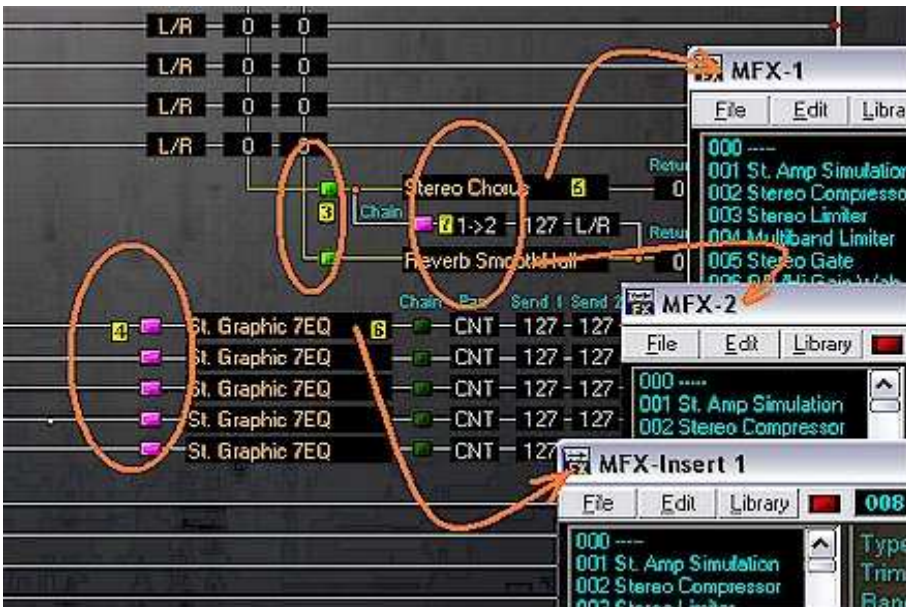 L/R 0 0
L/R 0 0
L/R 0 0
L/R 0 0
MFX-1
File Edit Libra
000 ----
001 St. Amp Simulation
002 Stereo Compresso
003 Stereo Limiter
004 Multiband Limiter
005 Stereo Gate
Retu
Stereo Chorus 6 0
3 Chain 7 1->2 127 L/R
Retu
Reverb SmoothHall 0
Chain Pan Send 1 Send 2
4 St. Graphic 7EQ 6 CNT 127 127
St. Graphic 7EQ CNT 127 127
St. Graphic 7EQ CNT 127 127
St. Graphic 7EQ CNT 127 127
St. Graphic 7EQ CNT 127
MFX-2
File Edit Library
000 ----
001 St. Amp Simulation
002 Stereo Compressor
MFX-Insert 1
File Edit Library 008
000 ----
001 St. Amp Simulation
002 Stereo Compressor
Type
Trim